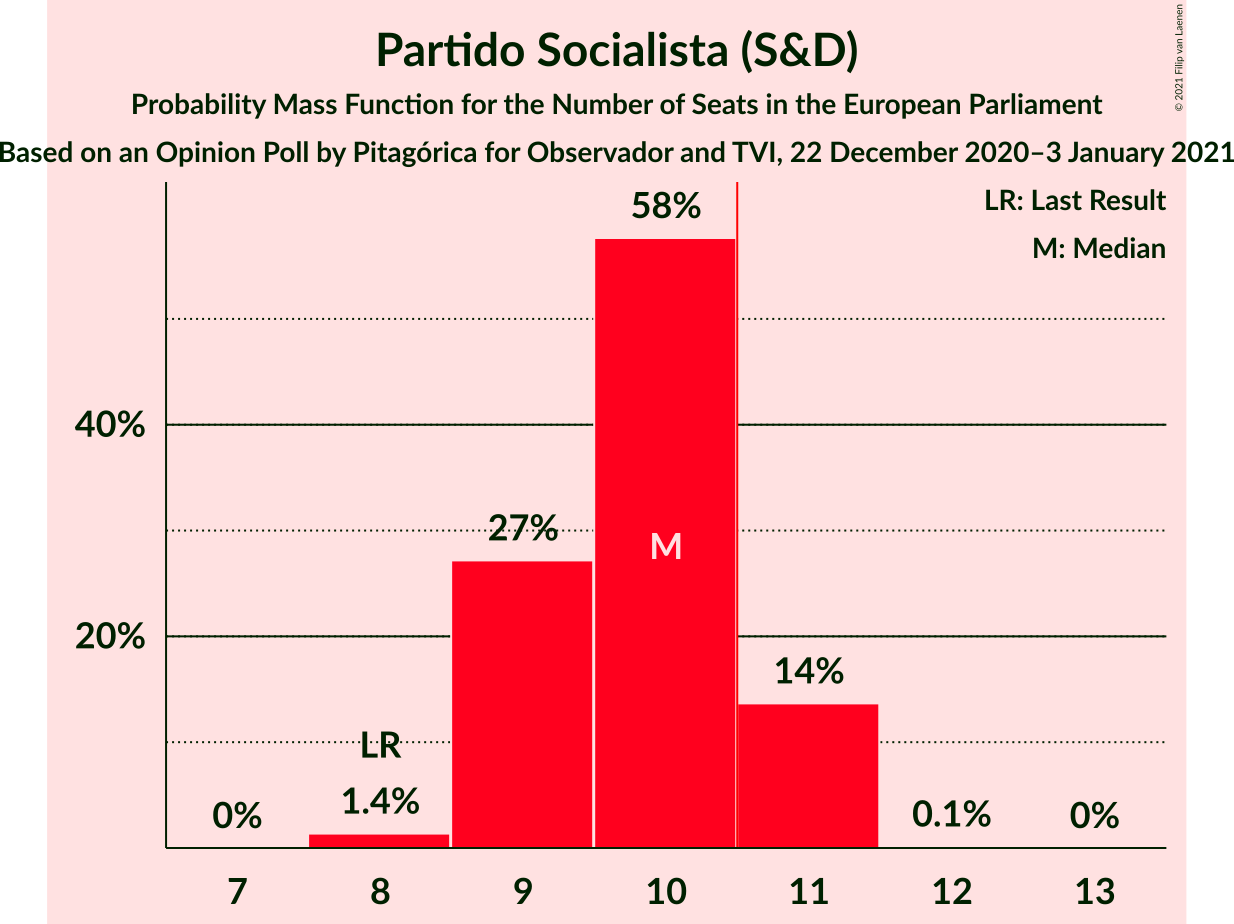 Partido Socialista (S&D)
Probability Mass Function for the Number of Seats in the European Parliament
Based on an Opinion Poll by Pitagórica for Observador and TVI, 22 December 2020–3 January 2021
© 2021 Filip van Laenen
LR: Last Result
M: Median
58%
40%
27%
M
20%
14%
LR
0%
1.4%
0.1%
0%
7 8 9 10 11 12 13